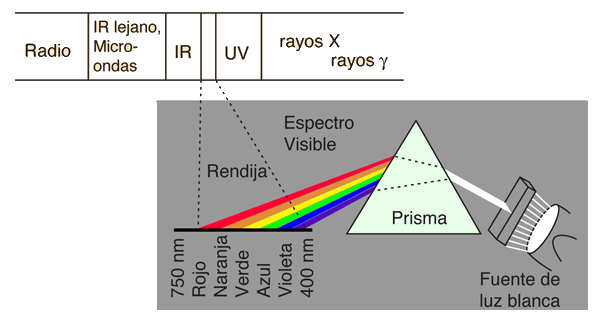 Radio
IR lejano,
Micro-
ondas
IR
UV
rayos X
rayos γ
Espectro
Visible
Rendija
Prisma
750 nm
Rojo
Naranja
Verde
Azul
Violeta
400 nm
Fuente de
luz blanca